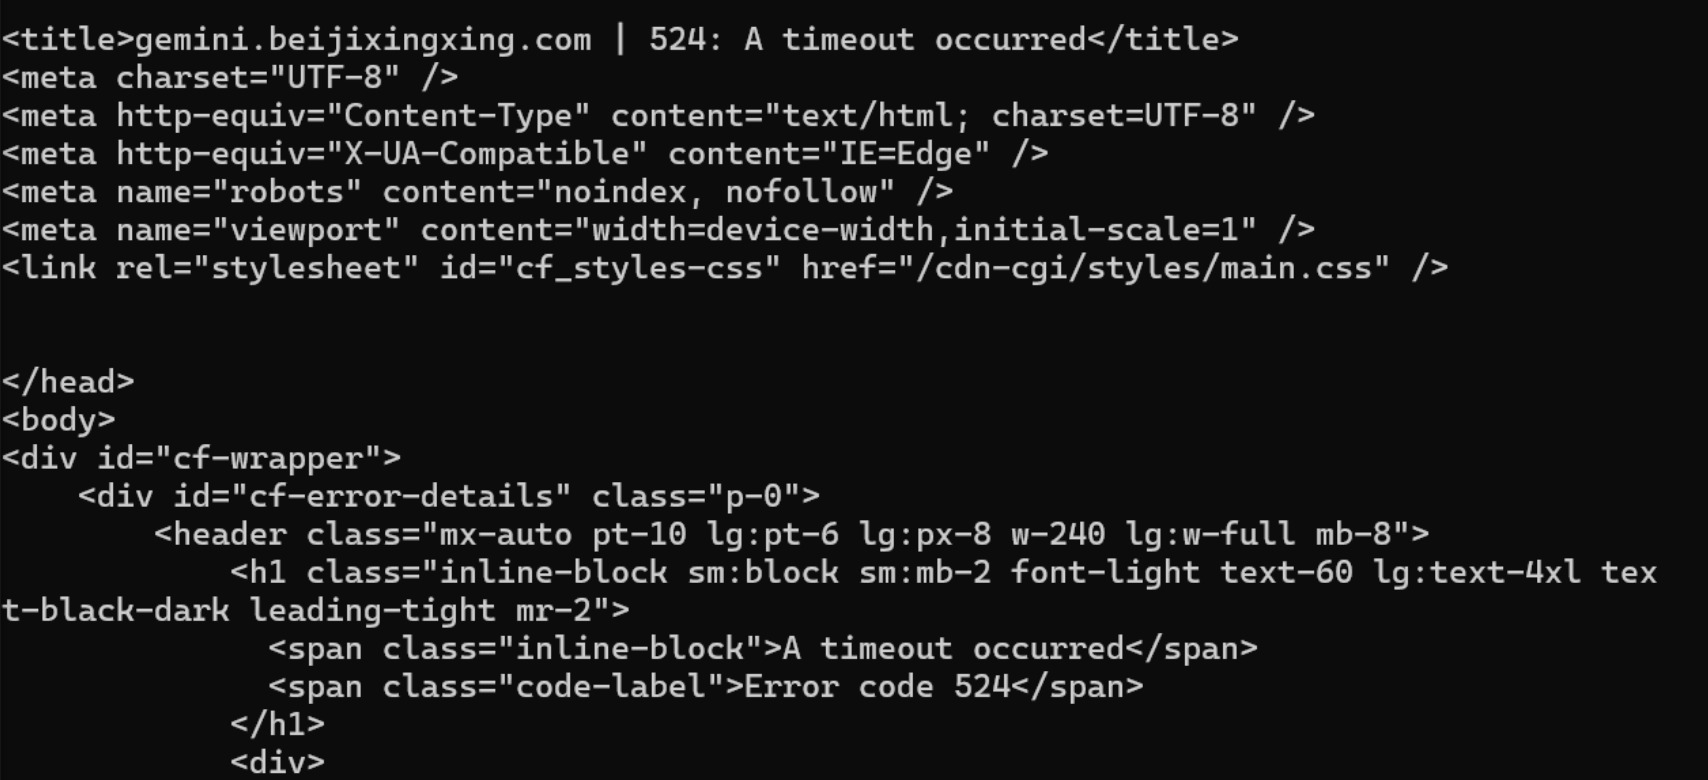 <title>gemini.beijixingxing.com | 524: A timeout occurred</title>
<meta charset="UTF-8" />
<meta http-equiv="Content-Type" content="text/html; charset=UTF-8" />
<meta http-equiv="X-UA-Compatible" content="IE=Edge" />
<meta name="robots" content="noindex, nofollow" />
<meta name="viewport" content="width=device-width,initial-scale=1" />
<link rel="stylesheet" id="cf_styles-css" href="/cdn-cgi/styles/main.css" />
</head>
<body>
<div id="cf-wrapper">
    <div id="cf-error-details" class="p-0">
        <header class="mx-auto pt-10 lg:pt-6 lg:px-8 w-240 lg:w-full mb-8">
            <h1 class="inline-block sm:block sm:mb-2 font-light text-60 lg:text-4xl tex
t-black-dark leading-tight mr-2">
              <span class="inline-block">A timeout occurred</span>
              <span class="code-label">Error code 524</span>
            </h1>
            <div>